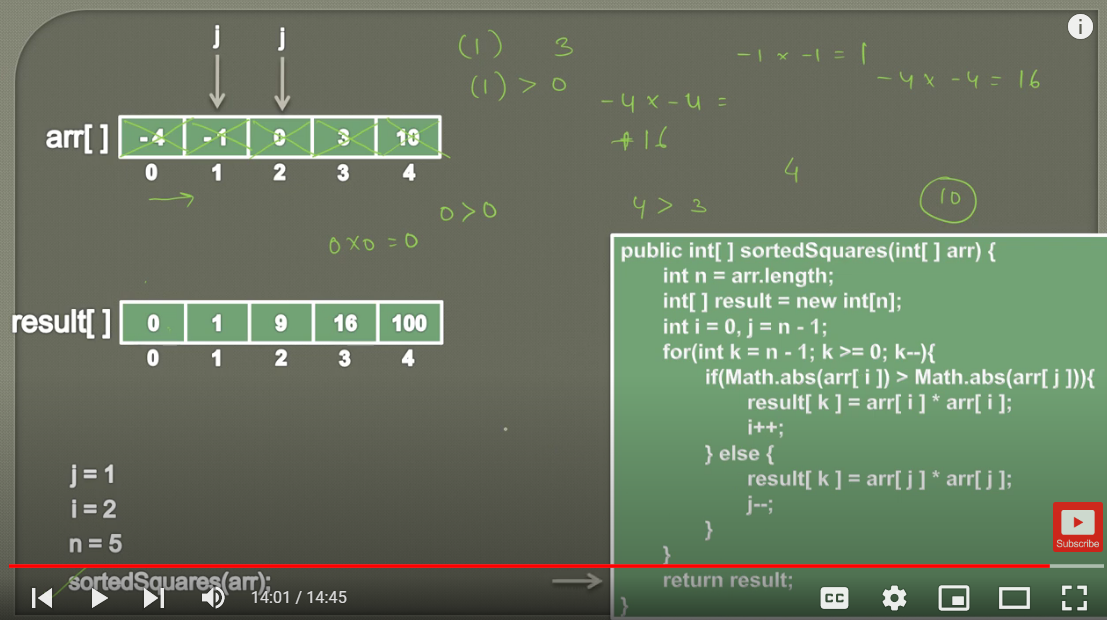 j j
(1) 3
(1) > 0
-1 x -1 = 1
-4 x -4 = 16
-4 x -4 =
+16
arr[ ] -4 -1 0 3 10
0 1 2 3 4
4
10
4 > 3
0 > 0
0x0 = 0
result[ ] 0 1 9 16 100
0 1 2 3 4
j = 1
i = 2
n = 5
sortedSquares(arr);
public int[ ] sortedSquares(int[ ] arr) {
int n = arr.length;
int[ ] result = new int[n];
int i = 0, j = n - 1;
for(int k = n - 1; k >= 0; k--){
if(Math.abs(arr[ i ]) > Math.abs(arr[ j ])){
result[ k ] = arr[ i ] * arr[ i ];
i++;
} else {
result[ k ] = arr[ j ] * arr[ j ];
j--;
}
}
return result;
}
Subscribe
14:01 / 14:45
CC
i